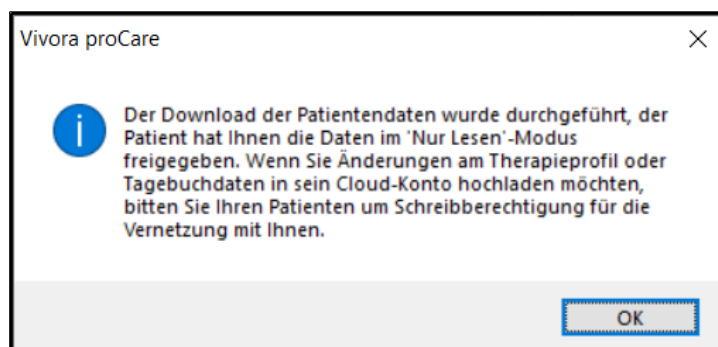 Vivora proCare
Der Download der Patientendaten wurde durchgeführt, der
Patient hat Ihnen die Daten im 'Nur Lesen'-Modus
freigegeben. Wenn Sie Änderungen am Therapieprofil oder
Tagebuchdaten in sein Cloud-Konto hochladen möchten,
bitten Sie Ihren Patienten um Schreibberechtigung für die
Vernetzung mit Ihnen.
OK